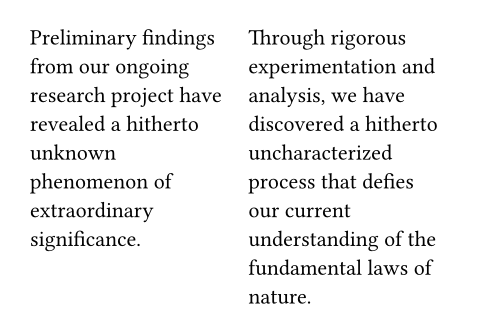 Preliminary findings
from our ongoing
research project have
revealed a hitherto
unknown
phenomenon of
extraordinary
significance.
Through rigorous
experimentation and
analysis, we have
discovered a hitherto
uncharacterized
process that defies
our current
understanding of the
fundamental laws of
nature.